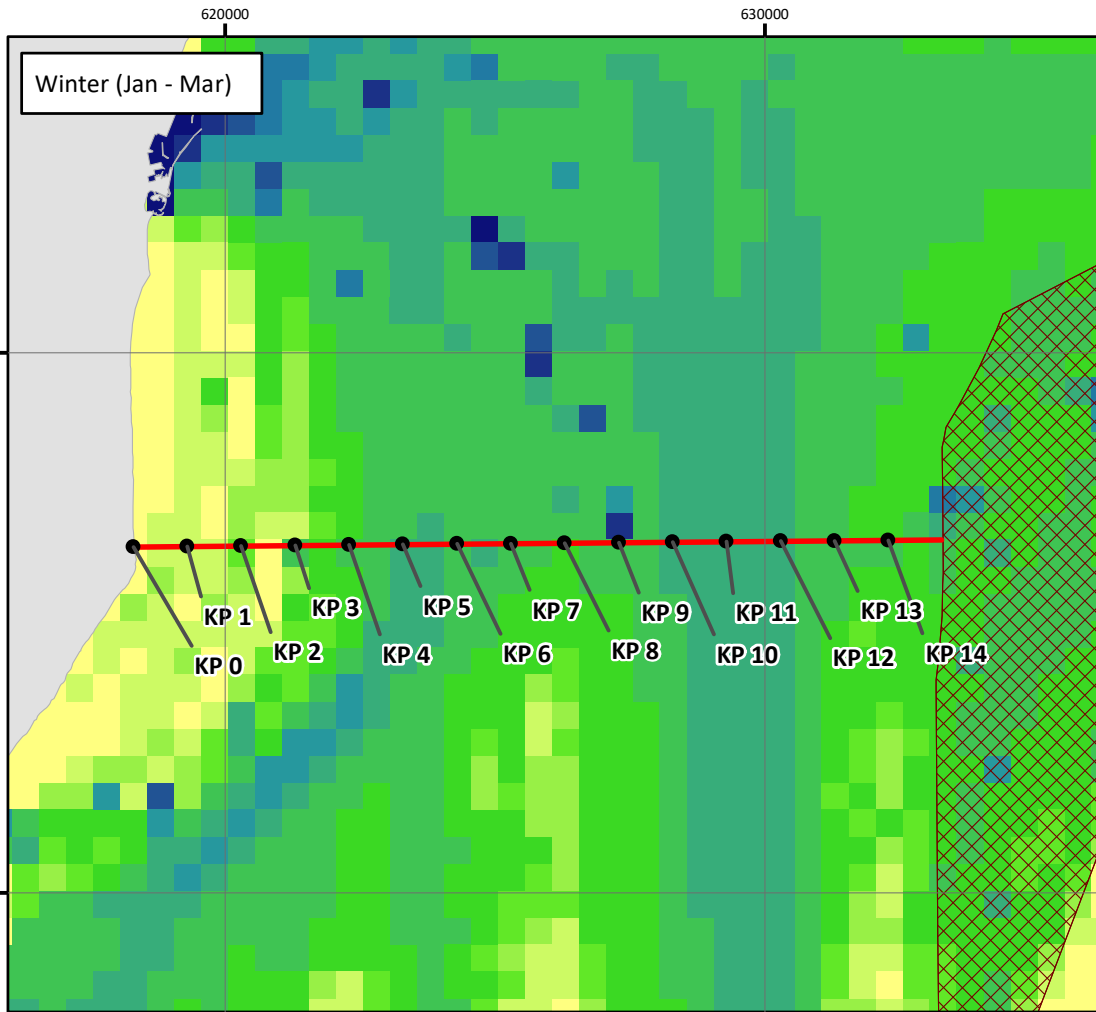 620000
630000
Winter (Jan - Mar)
KP 0
KP 1
KP 2
KP 3
KP 4
KP 5
KP 6
KP 7
KP 8
KP 9
KP 10
KP 11
KP 12
KP 13
KP 14